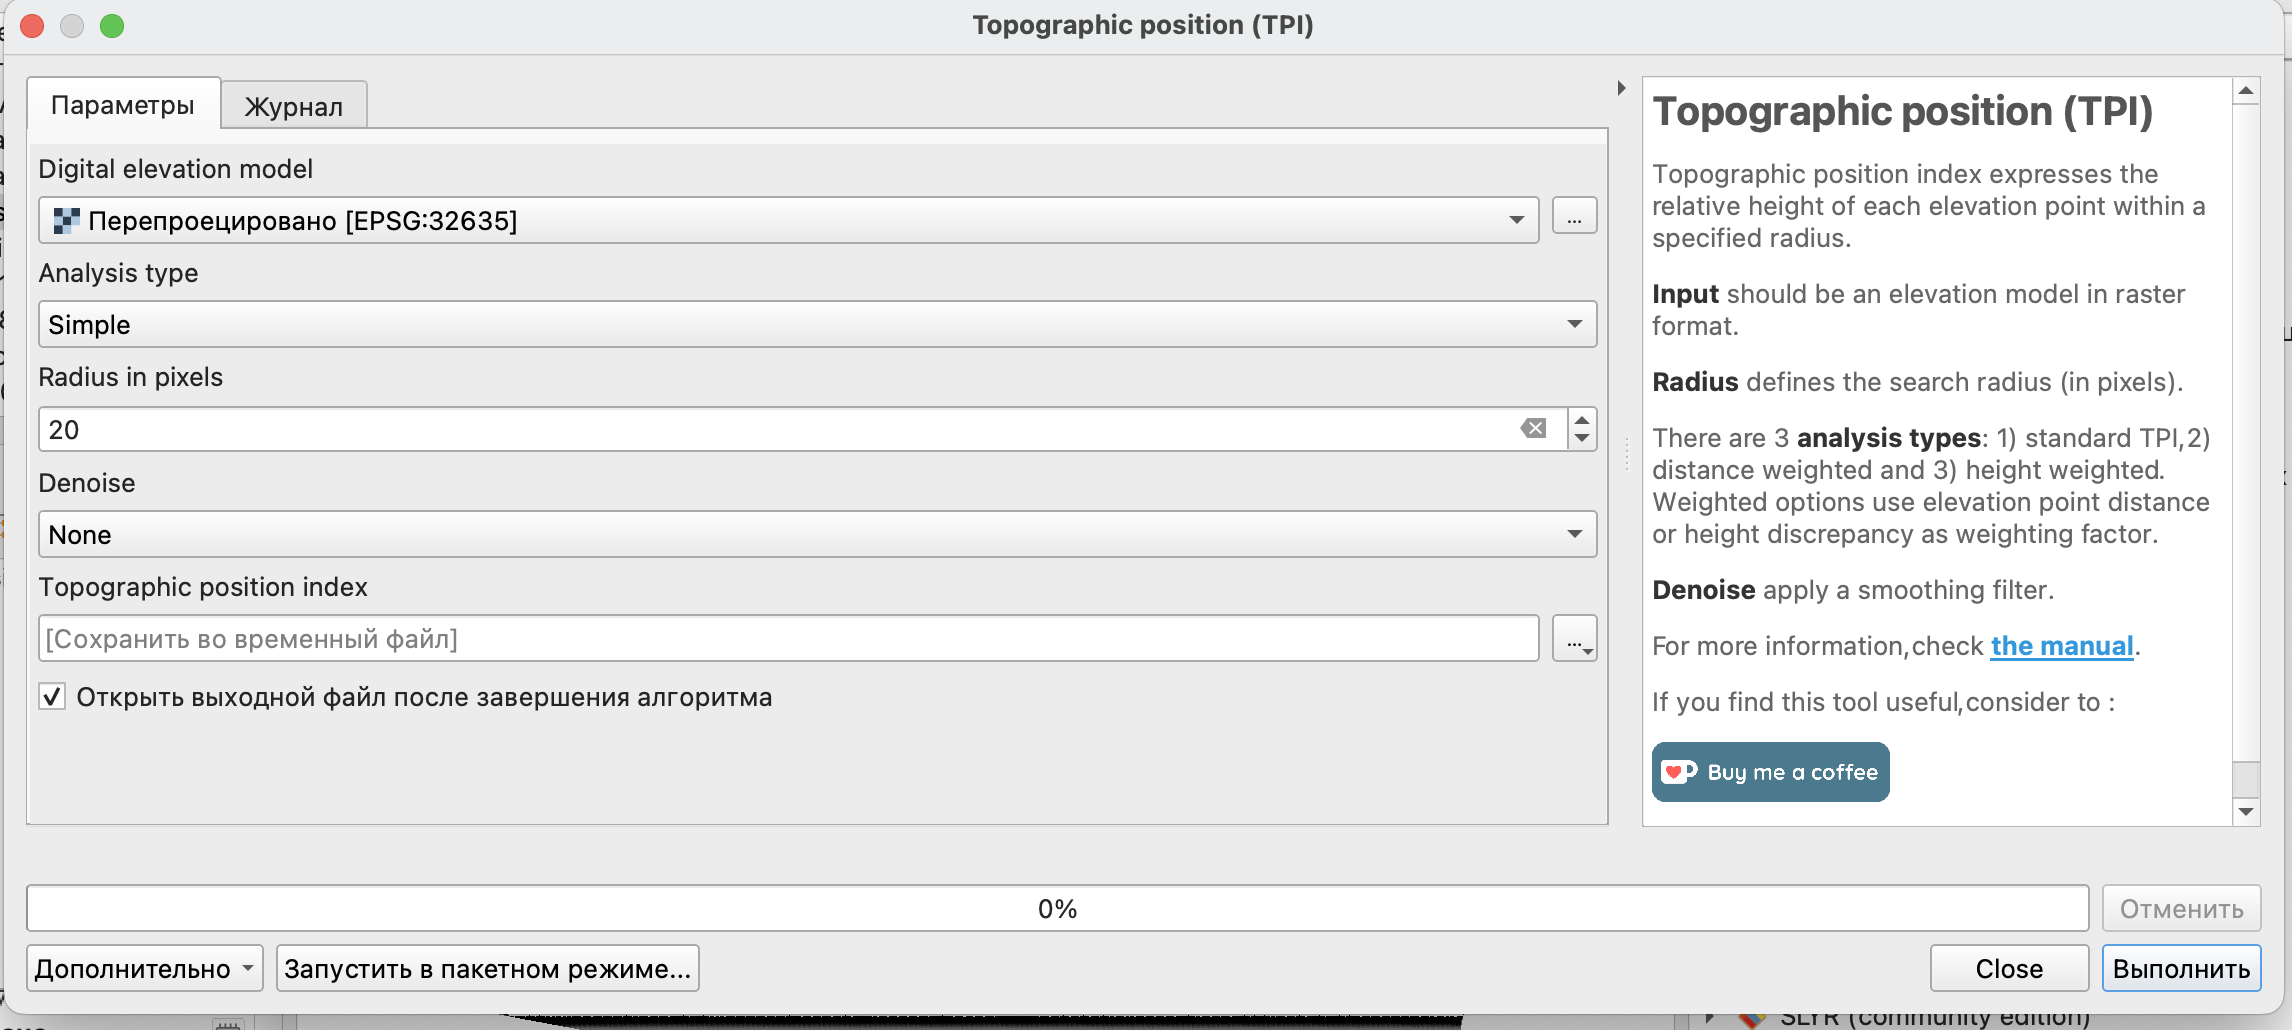 Topographic position (TPI)
Параметры
Журнал
Digital elevation model
Перепроецировано [EPSG:32635]
...
Analysis type
Simple
Radius in pixels
20
Denoise
None
Topographic position index
[Сохранить во временный файл]
...
Открыть выходной файл после завершения алгоритма
Topographic position (TPI)
Topographic position index expresses the
relative height of each elevation point within a
specified radius.
Input should be an elevation model in raster
format.
Radius defines the search radius (in pixels).
There are 3 analysis types: 1) standard TPI,2)
distance weighted and 3) height weighted.
Weighted options use elevation point distance
or height discrepancy as weighting factor.
Denoise apply a smoothing filter.
For more information,check the manual.
If you find this tool useful,consider to :
Buy me a coffee
0%
Отменить
Дополнительно
Запустить в пакетном режиме...
Close
Выполнить
SLYR (community edition)